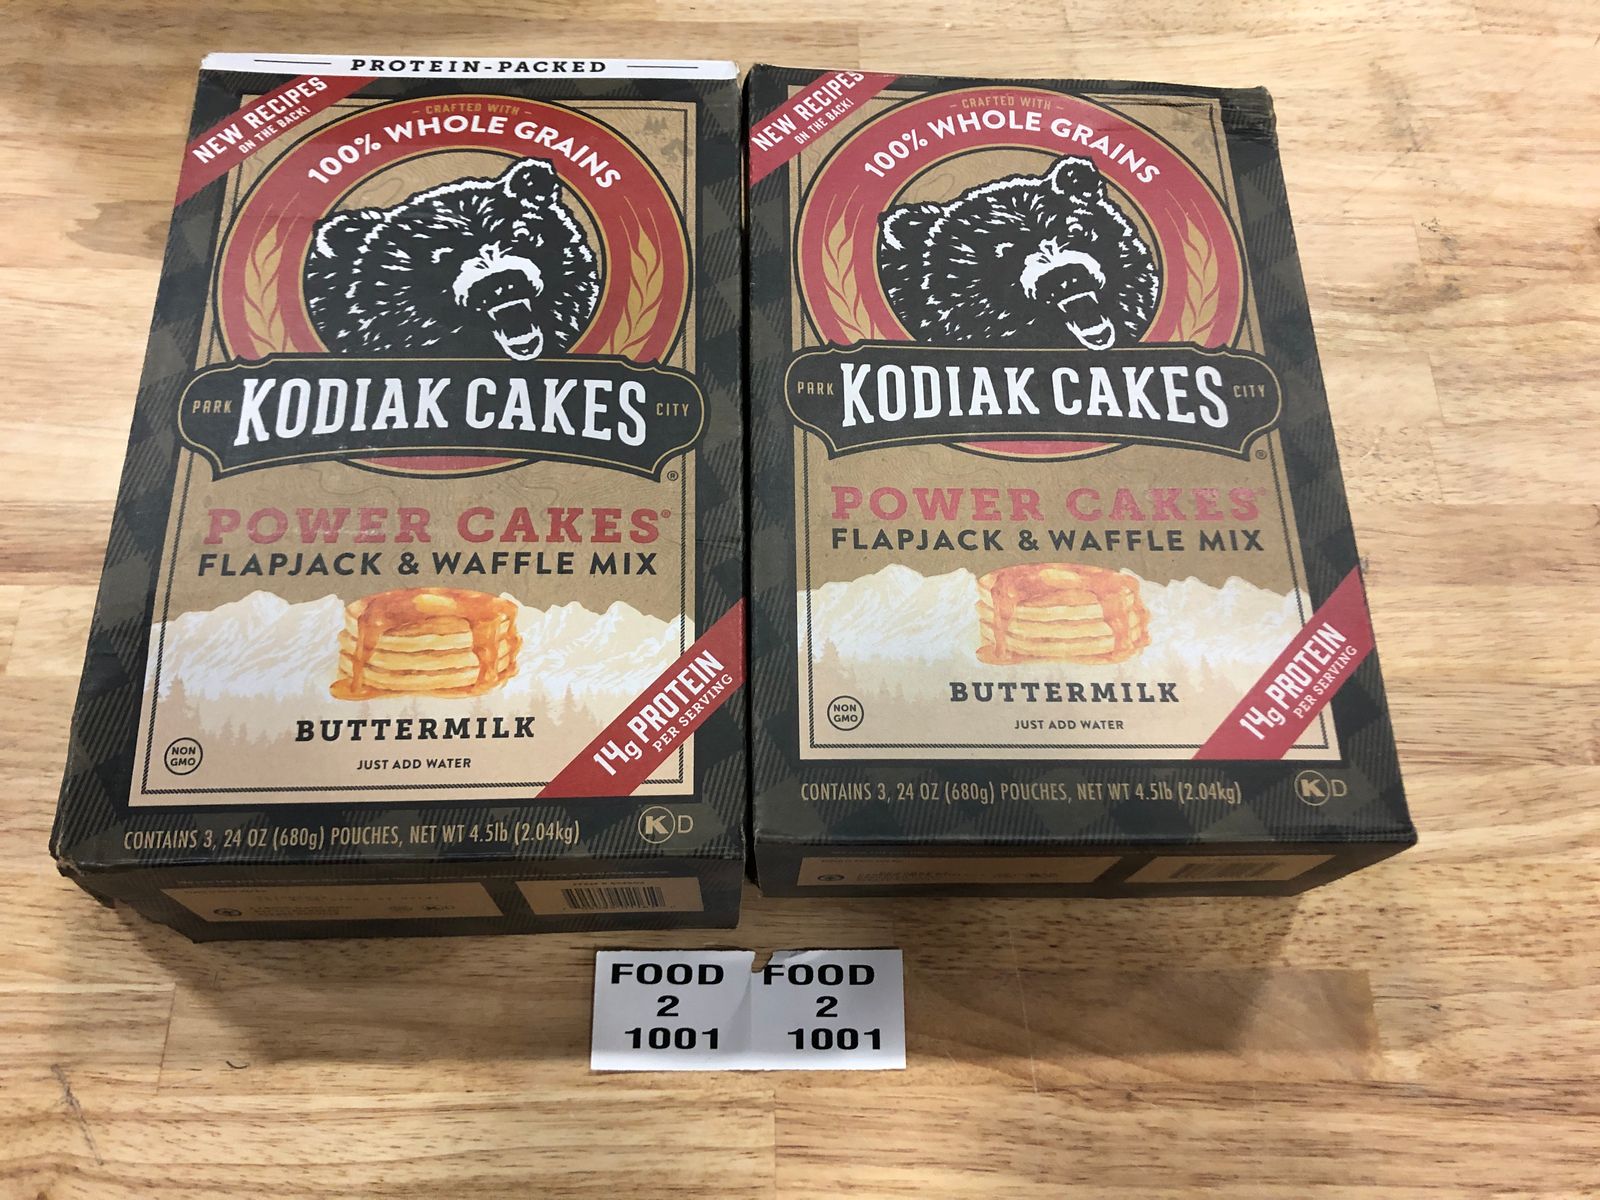 PROTEIN-PACKED
NEW RECIPES
ON THE BACK!
CRAFTED WITH
100% WHOLE GRAINS
PARK KODIAK CAKES CITY
®
POWER CAKES®
FLAPJACK & WAFFLE MIX
14g PROTEIN
PER SERVING
BUTTERMILK
JUST ADD WATER
NON
GMO
CONTAINS 3, 24 OZ (680g) POUCHES, NET WT 4.5lb (2.04kg)
K D
NEW RECIPES
ON THE BACK!
CRAFTED WITH
100% WHOLE GRAINS
PARK KODIAK CAKES CITY
®
POWER CAKES®
FLAPJACK & WAFFLE MIX
14g PROTEIN
PER SERVING
BUTTERMILK
JUST ADD WATER
NON
GMO
CONTAINS 3, 24 OZ (680g) POUCHES, NET WT 4.5lb (2.04kg)
K D
FOOD FOOD
2 2
1001 1001